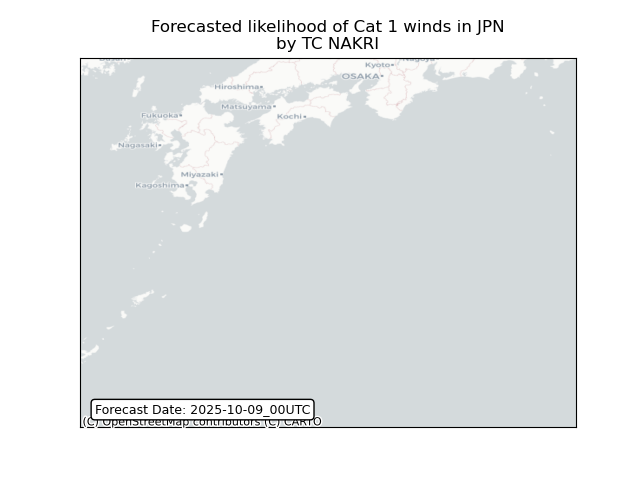 Forecasted likelihood of Cat 1 winds in JPN
by TC NAKRI
Kyoto
OSAKA
Hiroshima
Matsuyama
Kochi
Fukuoka
Nagasaki
Miyazaki
Kagoshima
Forecast Date: 2025-10-09_00UTC
(C) OpenStreetMap contributors (C) CARTO